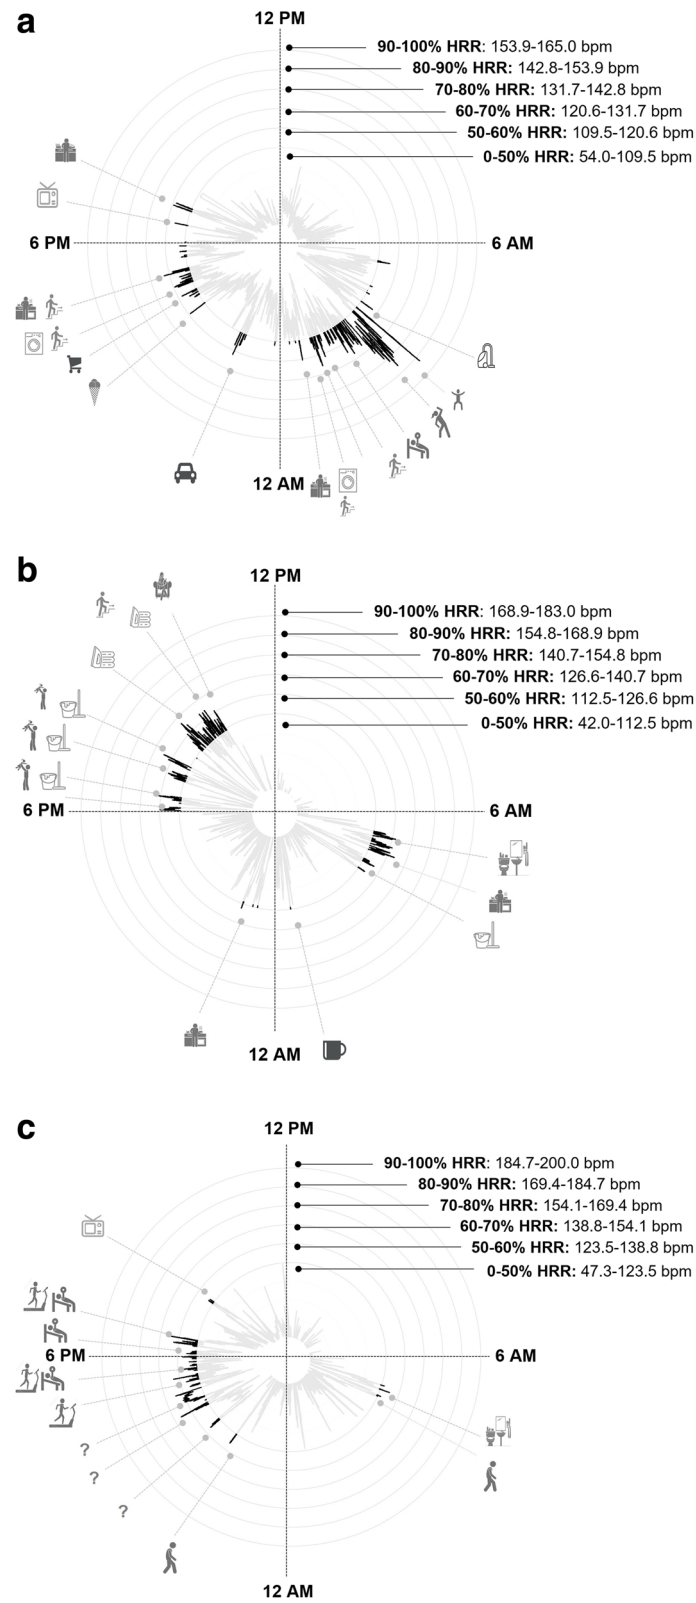 a
12 PM
90-100% HRR: 153.9-165.0 bpm
80-90% HRR: 142.8-153.9 bpm
70-80% HRR: 131.7-142.8 bpm
60-70% HRR: 120.6-131.7 bpm
50-60% HRR: 109.5-120.6 bpm
0-50% HRR: 54.0-109.5 bpm
6 PM
6 AM
12 AM
b
12 PM
90-100% HRR: 168.9-183.0 bpm
80-90% HRR: 154.8-168.9 bpm
70-80% HRR: 140.7-154.8 bpm
60-70% HRR: 126.6-140.7 bpm
50-60% HRR: 112.5-126.6 bpm
0-50% HRR: 42.0-112.5 bpm
6 PM
6 AM
12 AM
c
12 PM
90-100% HRR: 184.7-200.0 bpm
80-90% HRR: 169.4-184.7 bpm
70-80% HRR: 154.1-169.4 bpm
60-70% HRR: 138.8-154.1 bpm
50-60% HRR: 123.5-138.8 bpm
0-50% HRR: 47.3-123.5 bpm
6 PM
6 AM
?
?
?
12 AM